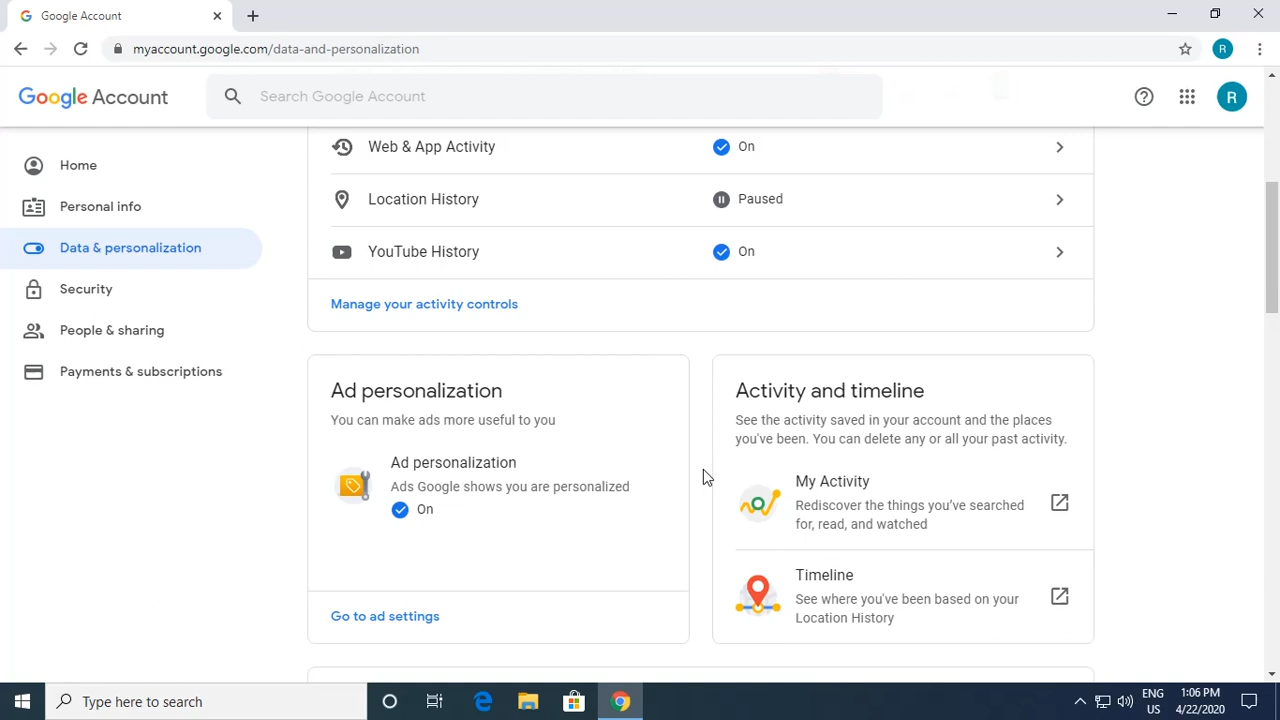 Google Account
myaccount.google.com/data-and-personalization
R
Google Account
Search Google Account
R
Home
Personal info
Data & personalization
Security
People & sharing
Payments & subscriptions
Web & App Activity
On
Location History
Paused
YouTube History
On
Manage your activity controls
Ad personalization
You can make ads more useful to you
Ad personalization
Ads Google shows you are personalized
On
Go to ad settings
Activity and timeline
See the activity saved in your account and the places
you've been. You can delete any or all your past activity.
My Activity
Rediscover the things you've searched
for, read, and watched
Timeline
See where you've been based on your
Location History
Type here to search
ENG
US
1:06 PM
4/22/2020